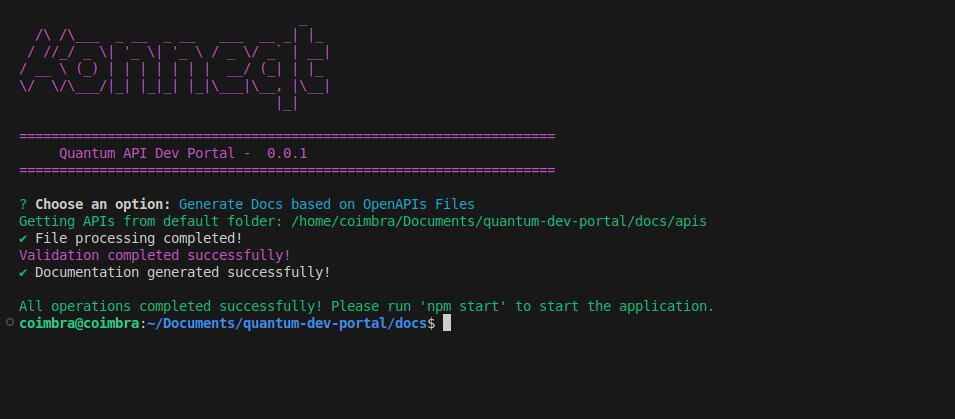 Konneqt
=================================================================== 
Quantum API Dev Portal -  0.0.1
===================================================================
? Choose an option: Generate Docs based on OpenAPIs Files
Getting APIs from default folder: /home/coimbra/Documents/quantum-dev-portal/docs/apis
✔ File processing completed!
Validation completed successfully!
✔ Documentation generated successfully!
All operations completed successfully! Please run 'npm start' to start the application.
coimbra@coimbra:~/Documents/quantum-dev-portal/docs$